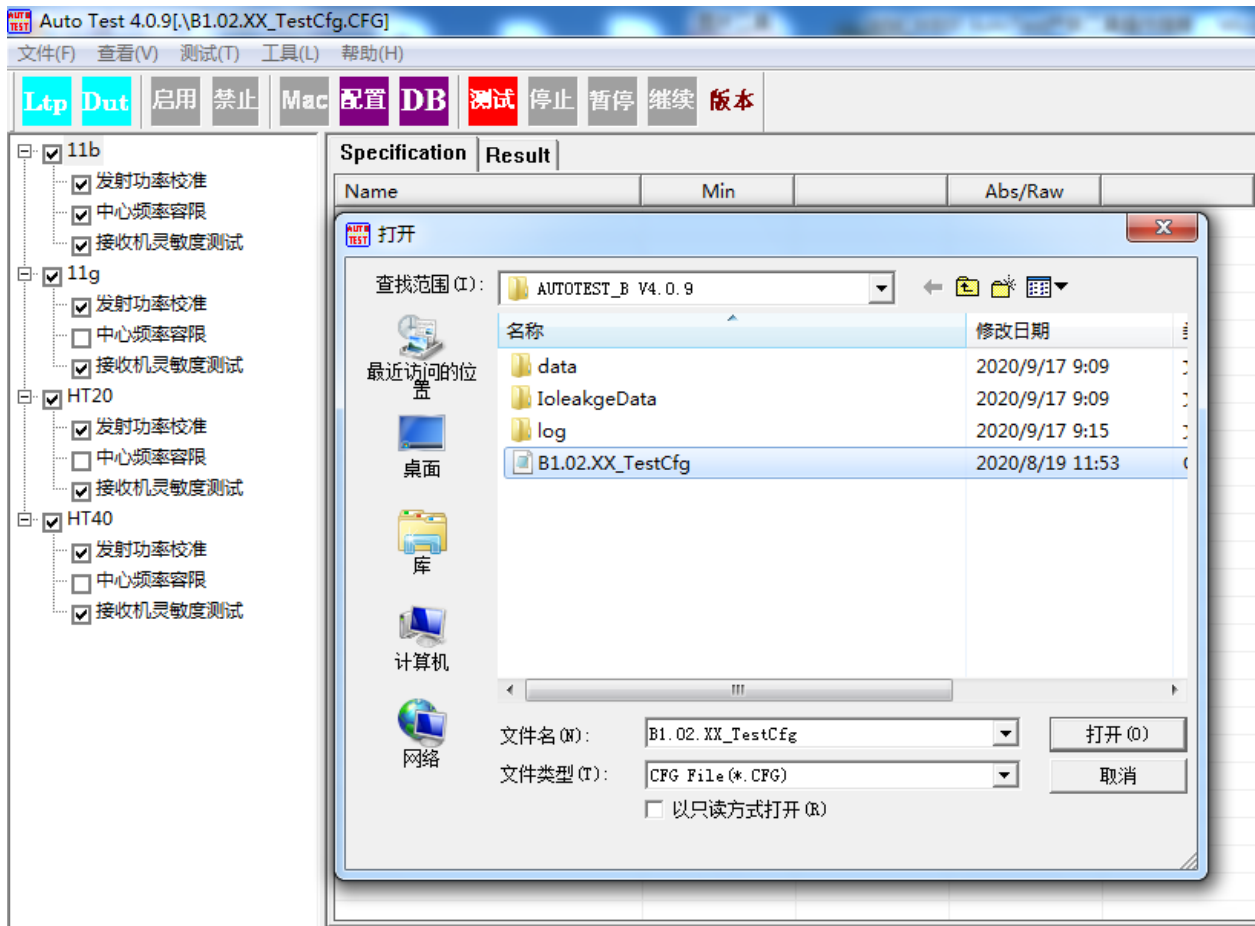 AUTO TEST Auto Test 4.0.9[.\B1.02.XX_TestCfg.CFG]
文件(F) 查看(V) 测试(T) 工具(L) 帮助(H)
Ltp Dut 启用 禁止 Mac 配置 DB 测试 停止 暂停 继续 版本
11b
发射功率校准
中心频率容限
接收机灵敏度测试
11g
发射功率校准
中心频率容限
接收机灵敏度测试
HT20
发射功率校准
中心频率容限
接收机灵敏度测试
HT40
发射功率校准
中心频率容限
接收机灵敏度测试
Specification Result
Name Min Abs/Raw
AUTO TEST 打开
查找范围(I): AUTOTEST_B V4.0.9
最近访问的位
置
桌面
库
计算机
网络
名称 修改日期
data 2020/9/17 9:09
IoleakgeData 2020/9/17 9:09
log 2020/9/17 9:15
B1.02.XX_TestCfg 2020/8/19 11:53
文件名(N): B1.02.XX_TestCfg 打开(O)
文件类型(T): CFG File(*.CFG) 取消
以只读方式打开(R)